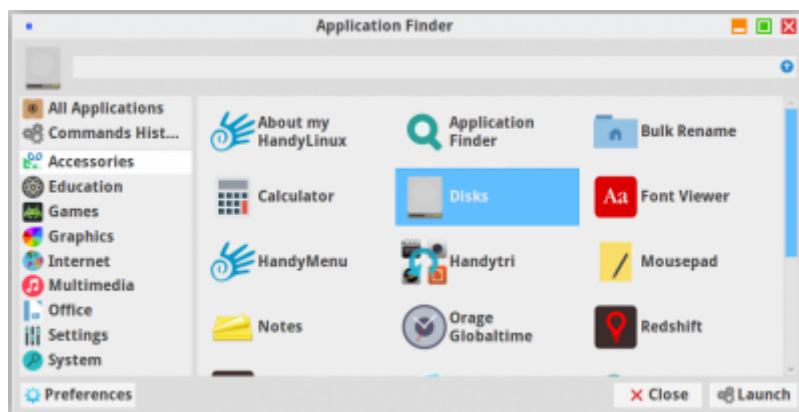 Application Finder
All Applications
Commands Hist...
Accessories
Education
Games
Graphics
Internet
Multimedia
Office
Settings
System
About my
HandyLinux
Application
Finder
Bulk Rename
Calculator
Disks
Aa Font Viewer
HandyMenu
Handytri
Mousepad
Notes
Orage
Globaltime
Redshift
Preferences
Close
Launch